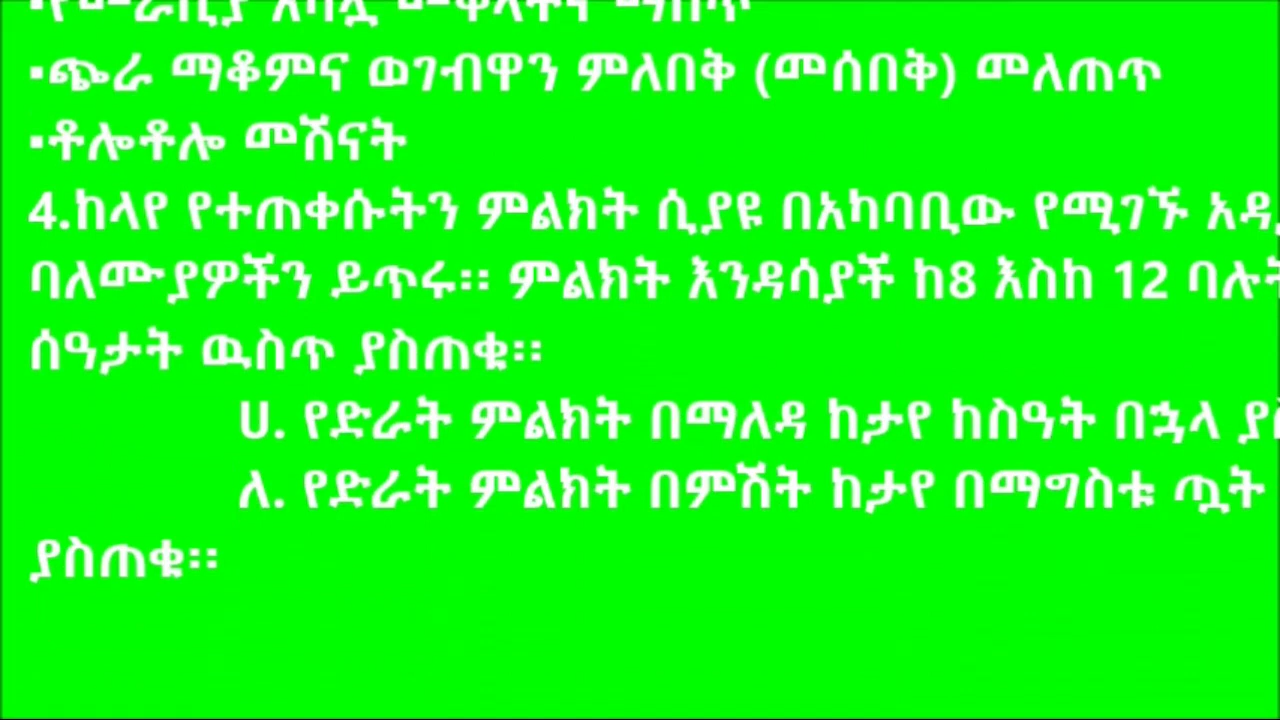 ▪ጭራ ማቆምና ወገብዋን ምለበቅ (መሰበቅ) መለጠጥ
▪ቶሎቶሎ መሽናት
4.ከላየ የተጠቀሱትን ምልክት ሲያዩ በአካባቢው የሚገኙ
ባለሙያዎችን ይጥሩ፡፡ ምልክት እንዳሳያች ከ8 እስከ 12
ሰዓታት ዉስጥ ያስጠቁ፡፡
ሀ. የድራት ምልክት በማለዳ ከታየ ከስዓት በኋላ
ለ. የድራት ምልክት በምሽት ከታየ በማግስቱ ጧት
ያስጠቁ፡፡